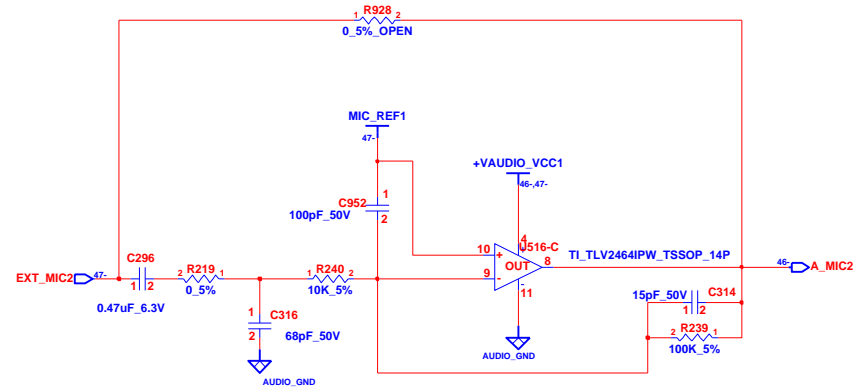 R928
1 2
0_5%_OPEN
MIC_REF1
47-
+VAUDIO_VCC1
46-,47-
C952
1
2
100pF_50V
4
U516-C
TI_TLV2464IPW_TSSOP_14P
10 +
9 -
OUT
8
-
11
AUDIO_GND
EXT_MIC2
47-
C296
1 2
0.47uF_6.3V
R219
2 1
0_5%
R240
1 2
10K_5%
C316
1
2
68pF_50V
AUDIO_GND
46-
A_MIC2
C314
15pF_50V
1 2
R239
2 1
100K_5%